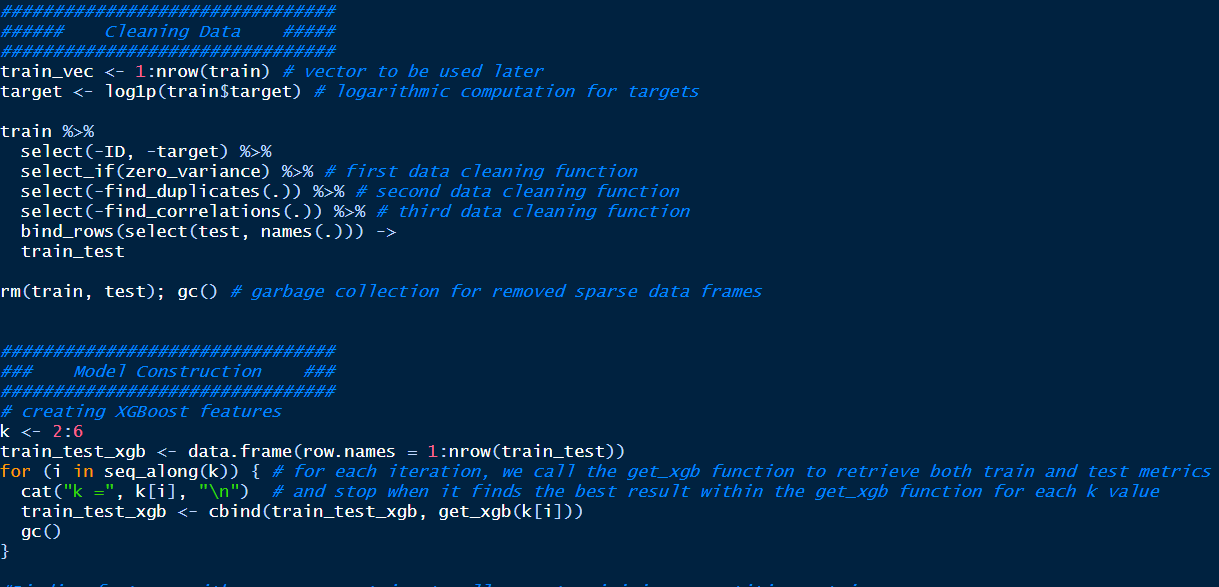 ################################
######    Cleaning Data    #####
################################
train_vec <- 1:nrow(train) # vector to be used later
target <- log1p(train$target) # logarithmic computation for targets
train %>%
  select(-ID, -target) %>%
  select_if(zero_variance) %>% # first data cleaning function
  select(-find_duplicates(.)) %>% # second data cleaning function
  select(-find_correlations(.)) %>% # third data cleaning function
  bind_rows(select(test, names(.))) ->
  train_test
rm(train, test); gc() # garbage collection for removed sparse data frames
################################
###    Model Construction    ###
################################
# creating XGBoost features
k <- 2:6
train_test_xgb <- data.frame(row.names = 1:nrow(train_test))
for (i in seq_along(k)) { # for each iteration, we call the get_xgb function to retrieve both train and test metrics
  cat("k =", k[i], "\n")  # and stop when it finds the best result within the get_xgb function for each k value
  train_test_xgb <- cbind(train_test_xgb, get_xgb(k[i]))
  gc()
}